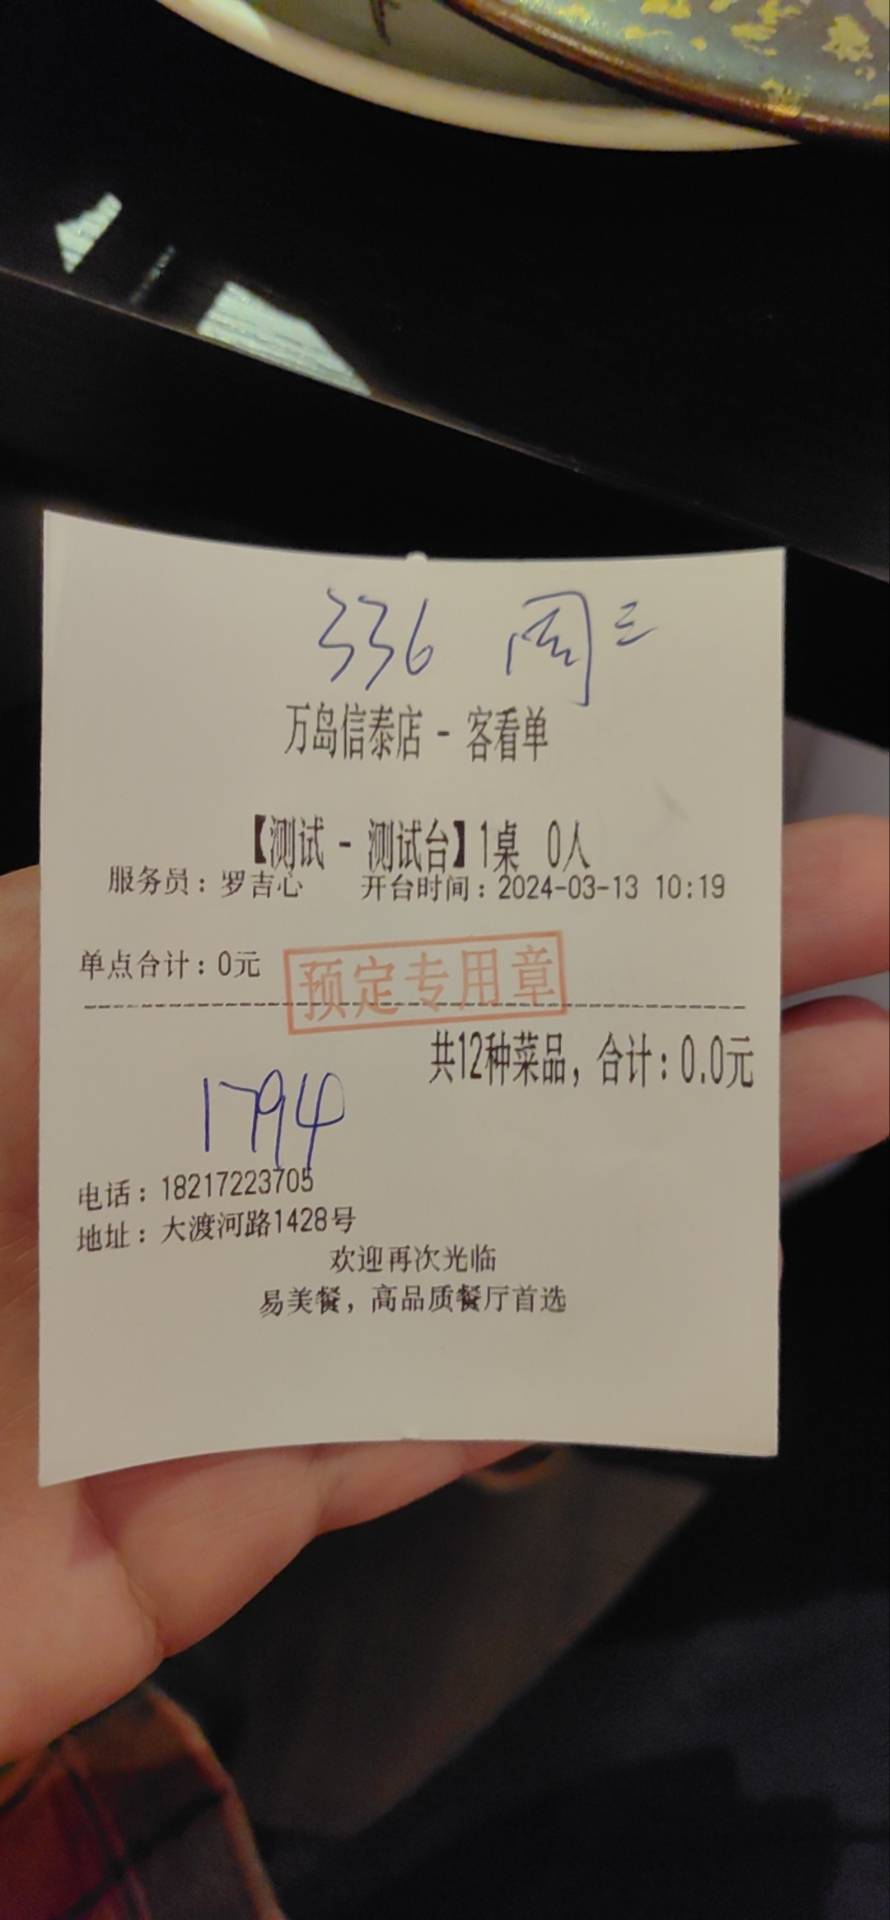 336 周三
万岛信泰店 - 客看单
【测试 - 测试台】1桌 0人
服务员：罗吉心 开台时间：2024-03-13 10:19
单点合计：0元
预定专用章
共12种菜品，合计：0.0元
1794
电话：18217223705
地址：大渡河路1428号
欢迎再次光临
易美餐，高品质餐厅首选